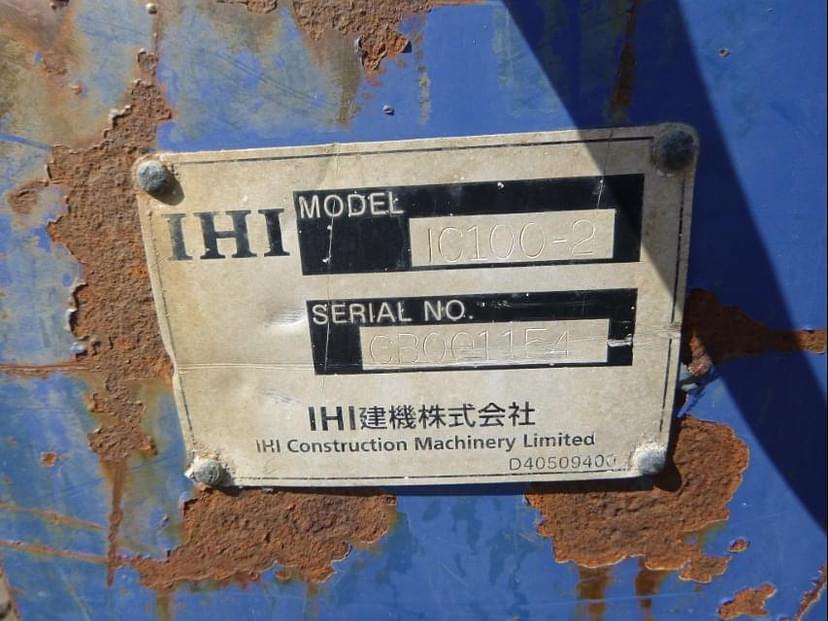 IHI
MODEL
IC100-2
SERIAL NO.
IHI建機株式会社
IHI Construction Machinery Limited
D40509400